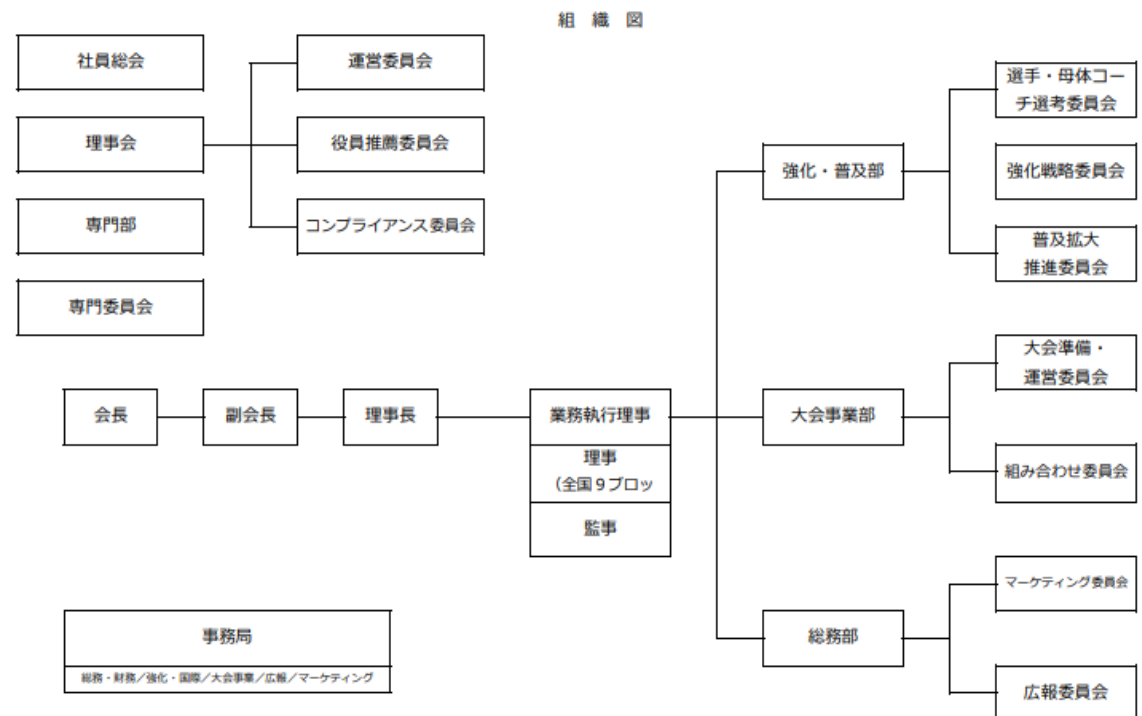 組 織 図
社員総会
運営委員会
選手・母体コー
チ選考委員会
理事会
役員推薦委員会
強化・普及部
強化戦略委員会
専門部
コンプライアンス委員会
普及拡大
推進委員会
専門委員会
大会準備・
運営委員会
会長
副会長
理事長
業務執行理事
大会事業部
理事
(全国９ブロッ
組み合わせ委員会
監事
マーケティング委員会
事務局
総務部
総務・財務／強化・国際／大会事業／広報／マーケティング
広報委員会